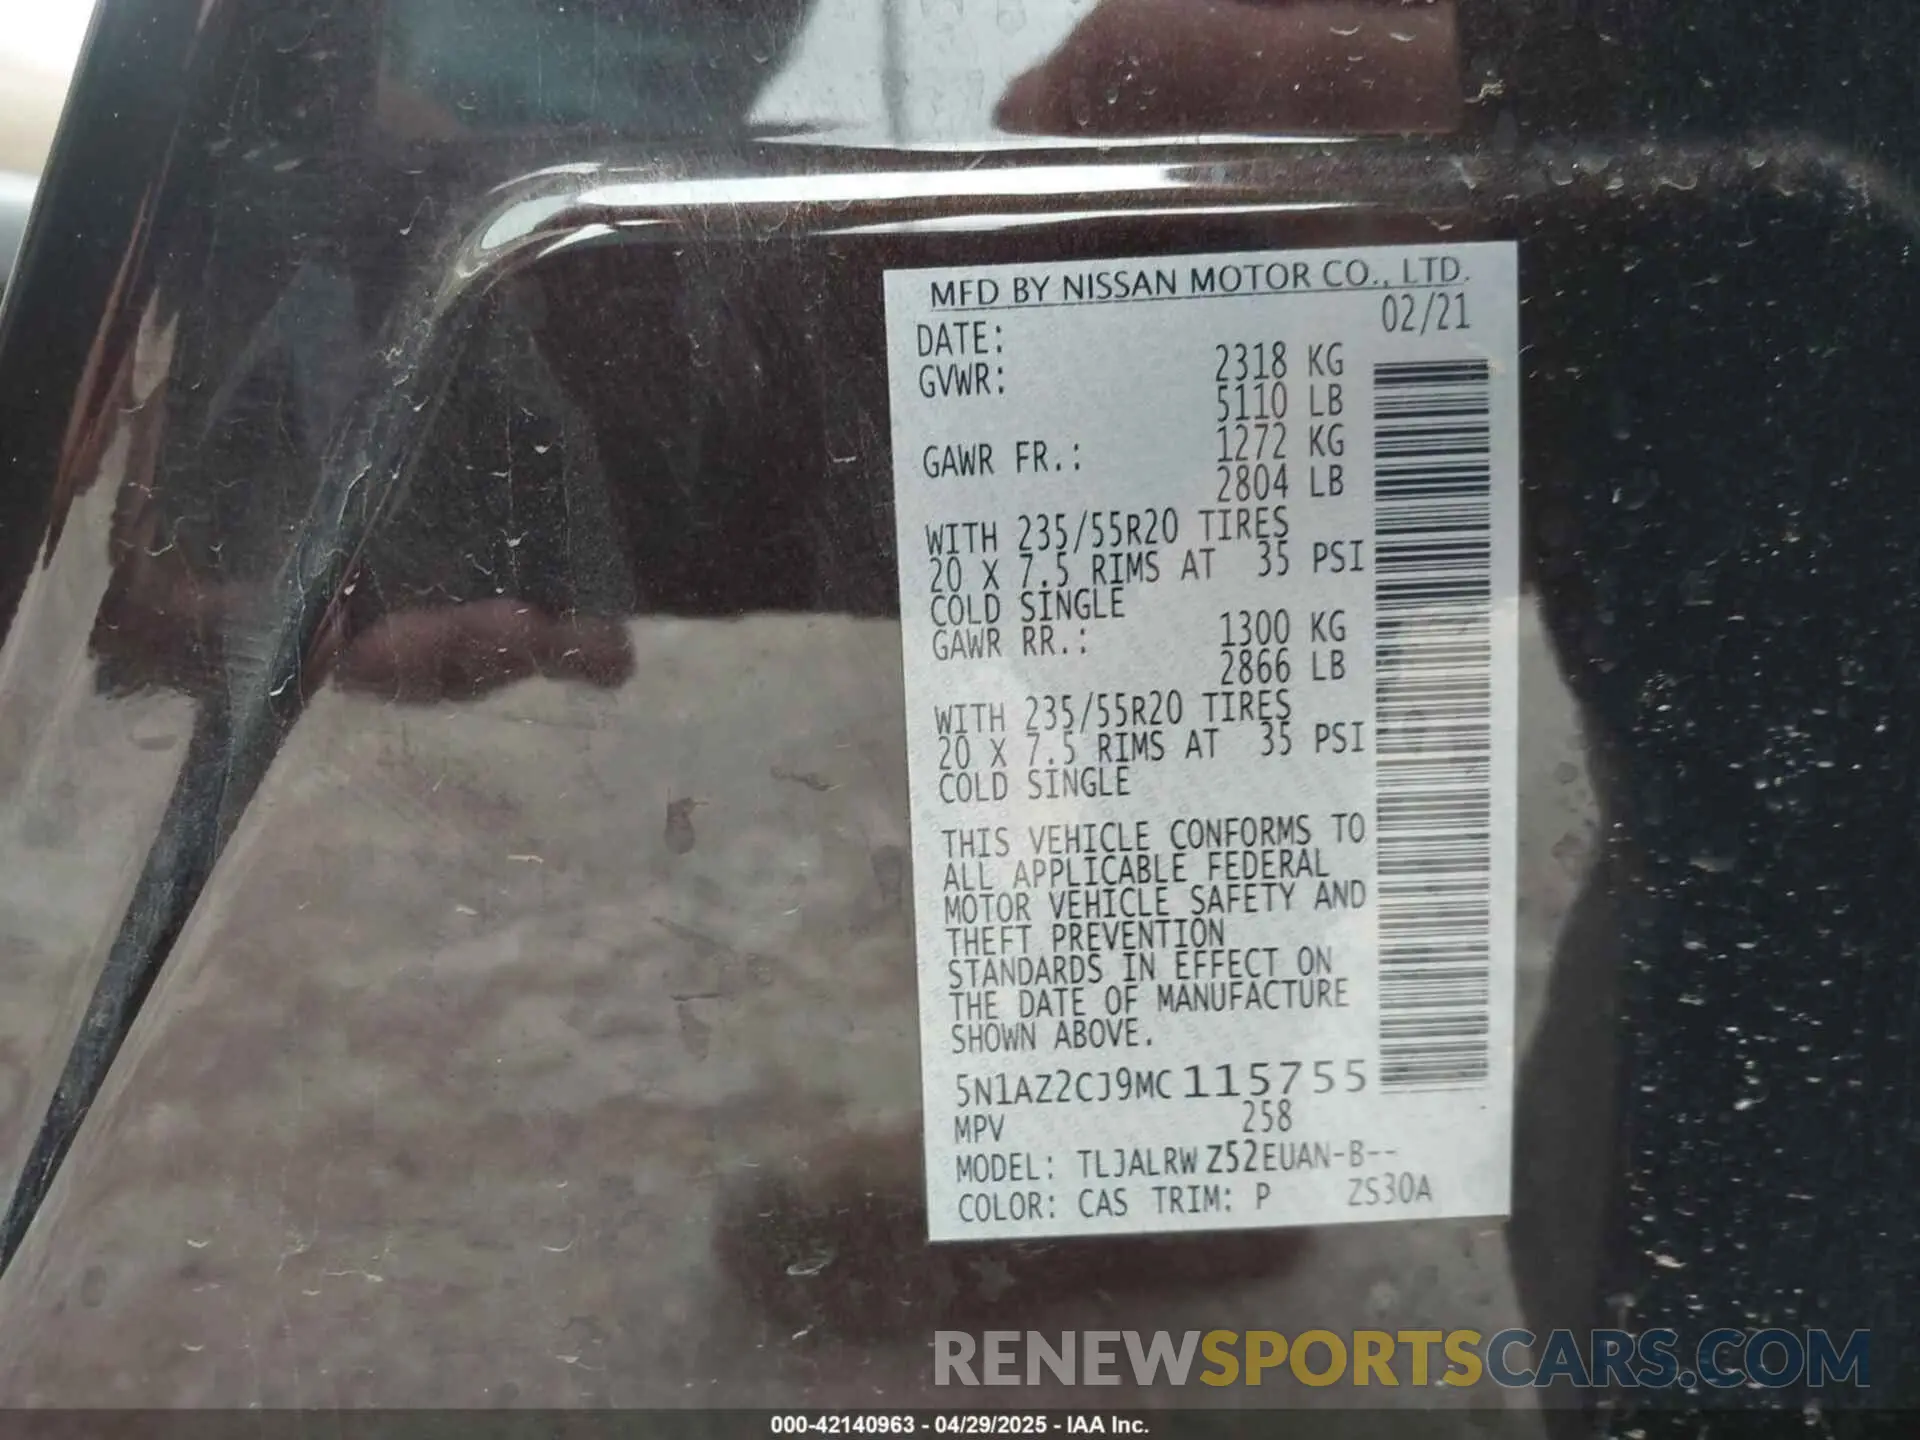 MFD BY NISSAN MOTOR CO., LTD.
DATE: 02/21
GVWR: 2318 KG
5110 LB
GAWR FR.: 1272 KG
2804 LB
WITH 235/55R20 TIRES
20 X 7.5 RIMS AT 35 PSI
COLD SINGLE
GAWR RR.: 1300 KG
2866 LB
WITH 235/55R20 TIRES
20 X 7.5 RIMS AT 35 PSI
COLD SINGLE
THIS VEHICLE CONFORMS TO
ALL APPLICABLE FEDERAL
MOTOR VEHICLE SAFETY AND
THEFT PREVENTION
STANDARDS IN EFFECT ON
THE DATE OF MANUFACTURE
SHOWN ABOVE.
5N1AZ2CJ9MC115755
MPV 258
MODEL: TLJALRW Z52EUAN-B--
COLOR: CAS TRIM: P ZS30A
RENEWSPORTSCARS.COM
000-42140963 - 04/29/2025 - IAA Inc.